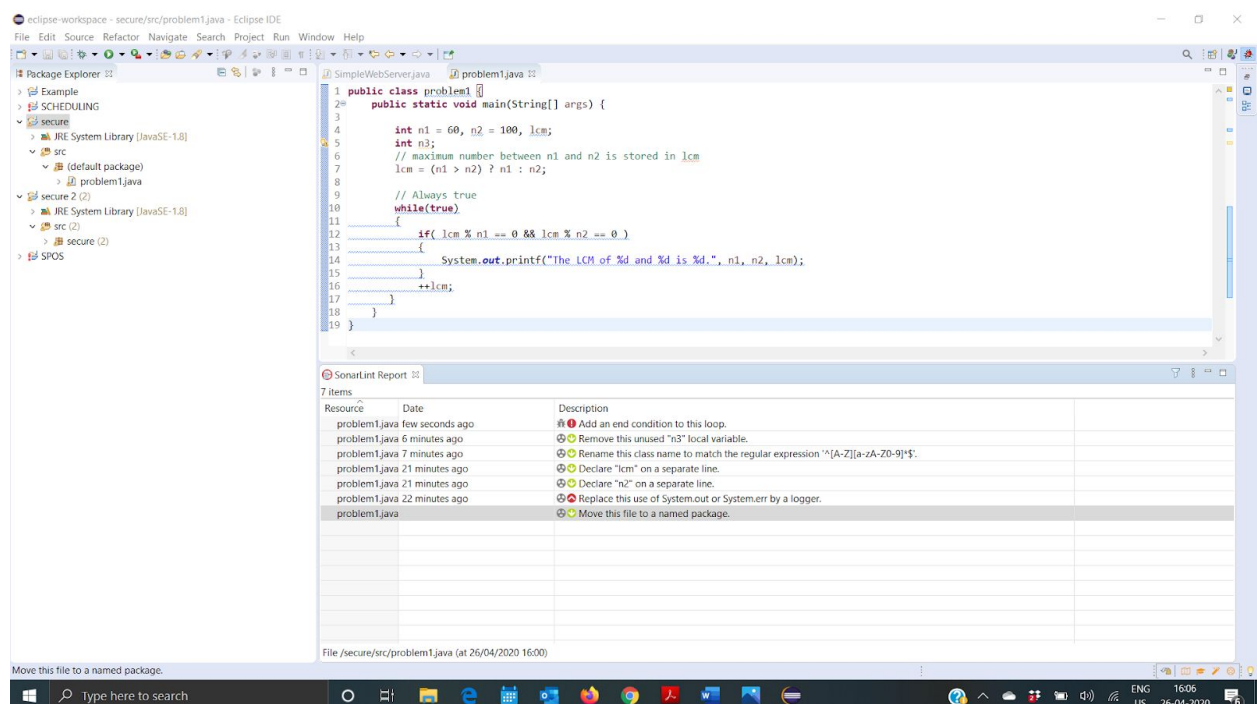 eclipse-workspace - secure/src/problem1.java - Eclipse IDE
File Edit Source Refactor Navigate Search Project Run Window Help
Package Explorer
Example
SCHEDULING
secure
JRE System Library [JavaSE-1.8]
src
(default package)
problem1.java
secure 2 (2)
JRE System Library [JavaSE-1.8]
src (2)
secure (2)
SPOS
SimpleWebServer.java problem1.java
1 public class problem1 {
2 public static void main(String[] args) {
3
4 int n1 = 60, n2 = 100, lcm;
5 int n3;
6 // maximum number between n1 and n2 is stored in lcm
7 lcm = (n1 > n2) ? n1 : n2;
8
9 // Always true
10 while(true)
11 {
12 if( lcm % n1 == 0 && lcm % n2 == 0 )
13 {
14 System.out.printf("The LCM of %d and %d is %d.", n1, n2, lcm);
15 }
16 ++lcm;
17 }
18 }
19 }
SonarLint Report
7 items
Resource Date Description
problem1.java few seconds ago Add an end condition to this loop.
problem1.java 6 minutes ago Remove this unused "n3" local variable.
problem1.java 7 minutes ago Rename this class name to match the regular expression '^[A-Z][a-zA-Z0-9]*$'.
problem1.java 21 minutes ago Declare "lcm" on a separate line.
problem1.java 21 minutes ago Declare "n2" on a separate line.
problem1.java 22 minutes ago Replace this use of System.out or System.err by a logger.
problem1.java Move this file to a named package.
File /secure/src/problem1.java (at 26/04/2020 16:00)
Move this file to a named package.
Type here to search
ENG 16:06
US 26-04-2020 6